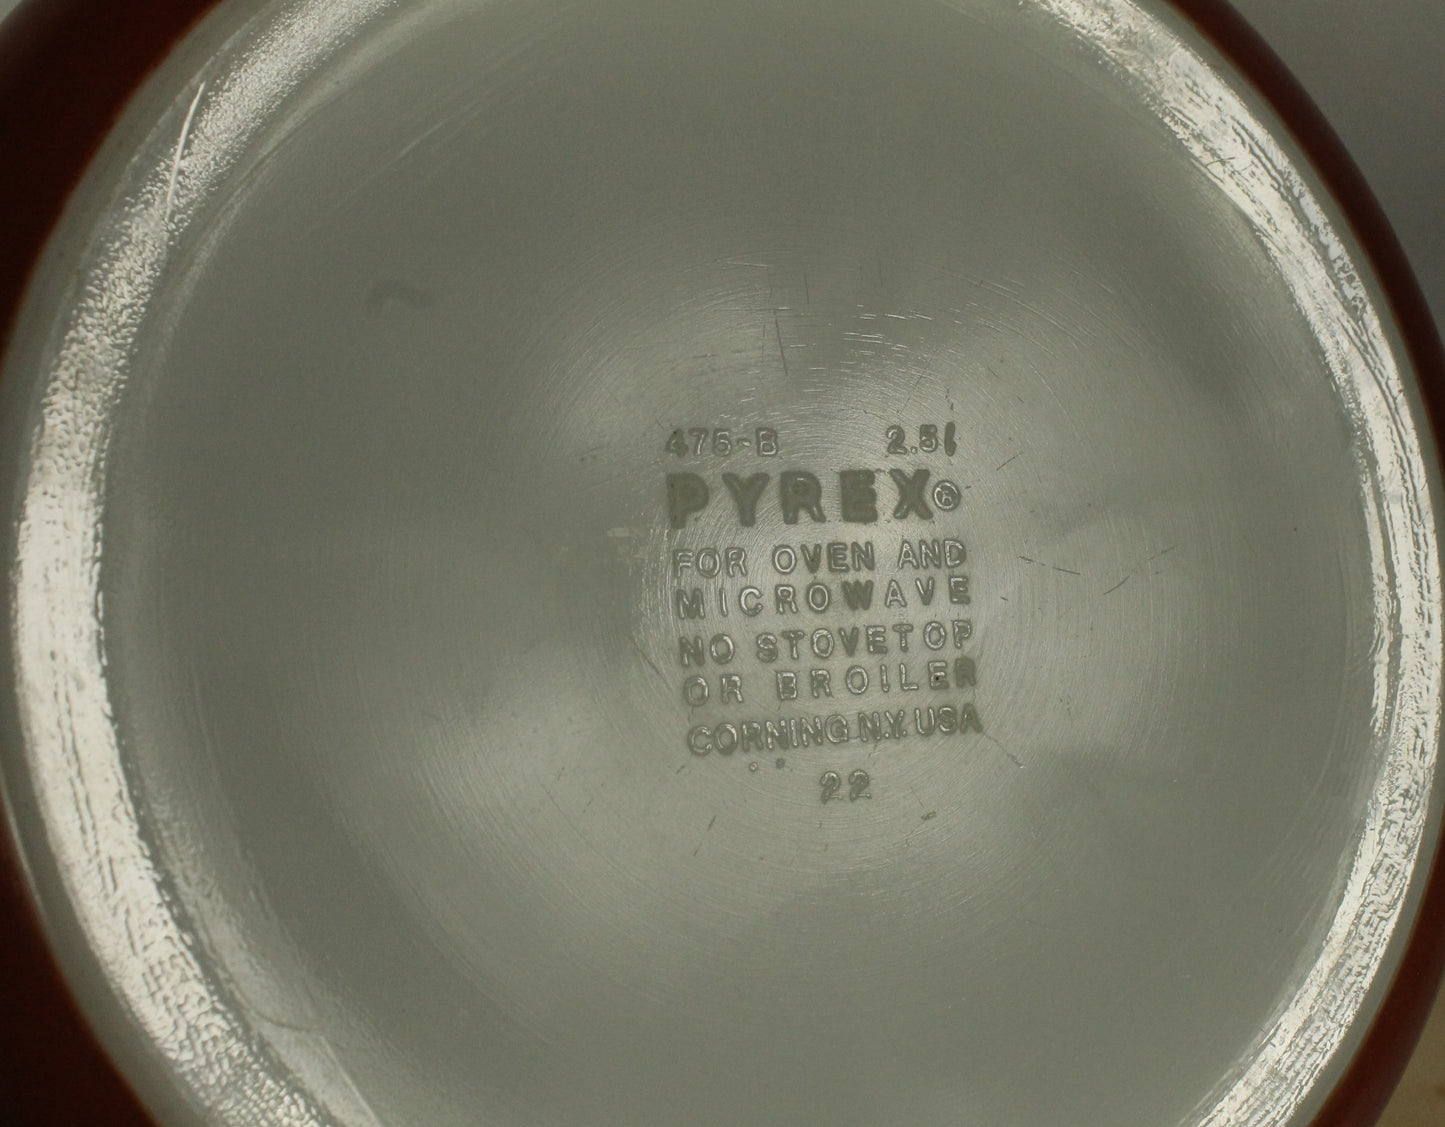 475-B 2.5l
PYREX®
FOR OVEN AND
MICROWAVE
NO STOVETOP
OR BROILER
CORNING N.Y. USA
22